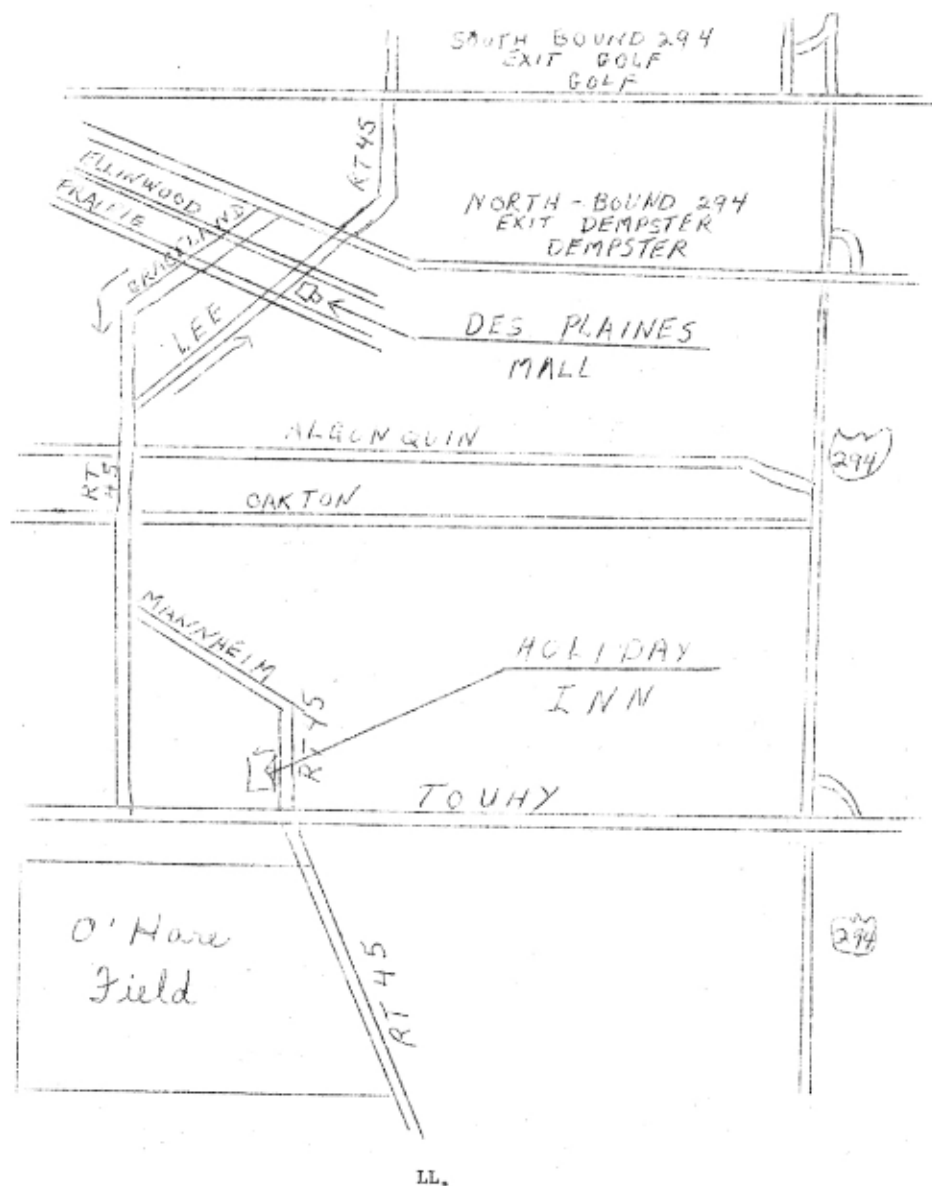 SOUTH BOUND 294
EXIT GOLF
GOLF
RT 45
ELLINWOOD
PRAIRIE
GRACELAND
NORTH-BOUND 294
EXIT DEMPSTER
DEMPSTER
LEE
DES PLAINES
MALL
ALGONQUIN
294
RT
45
OAKTON
MANNHEIM
HOLIDAY
INN
RT 45
TOUHY
O'Hare
Field
294
RT 45
LL.